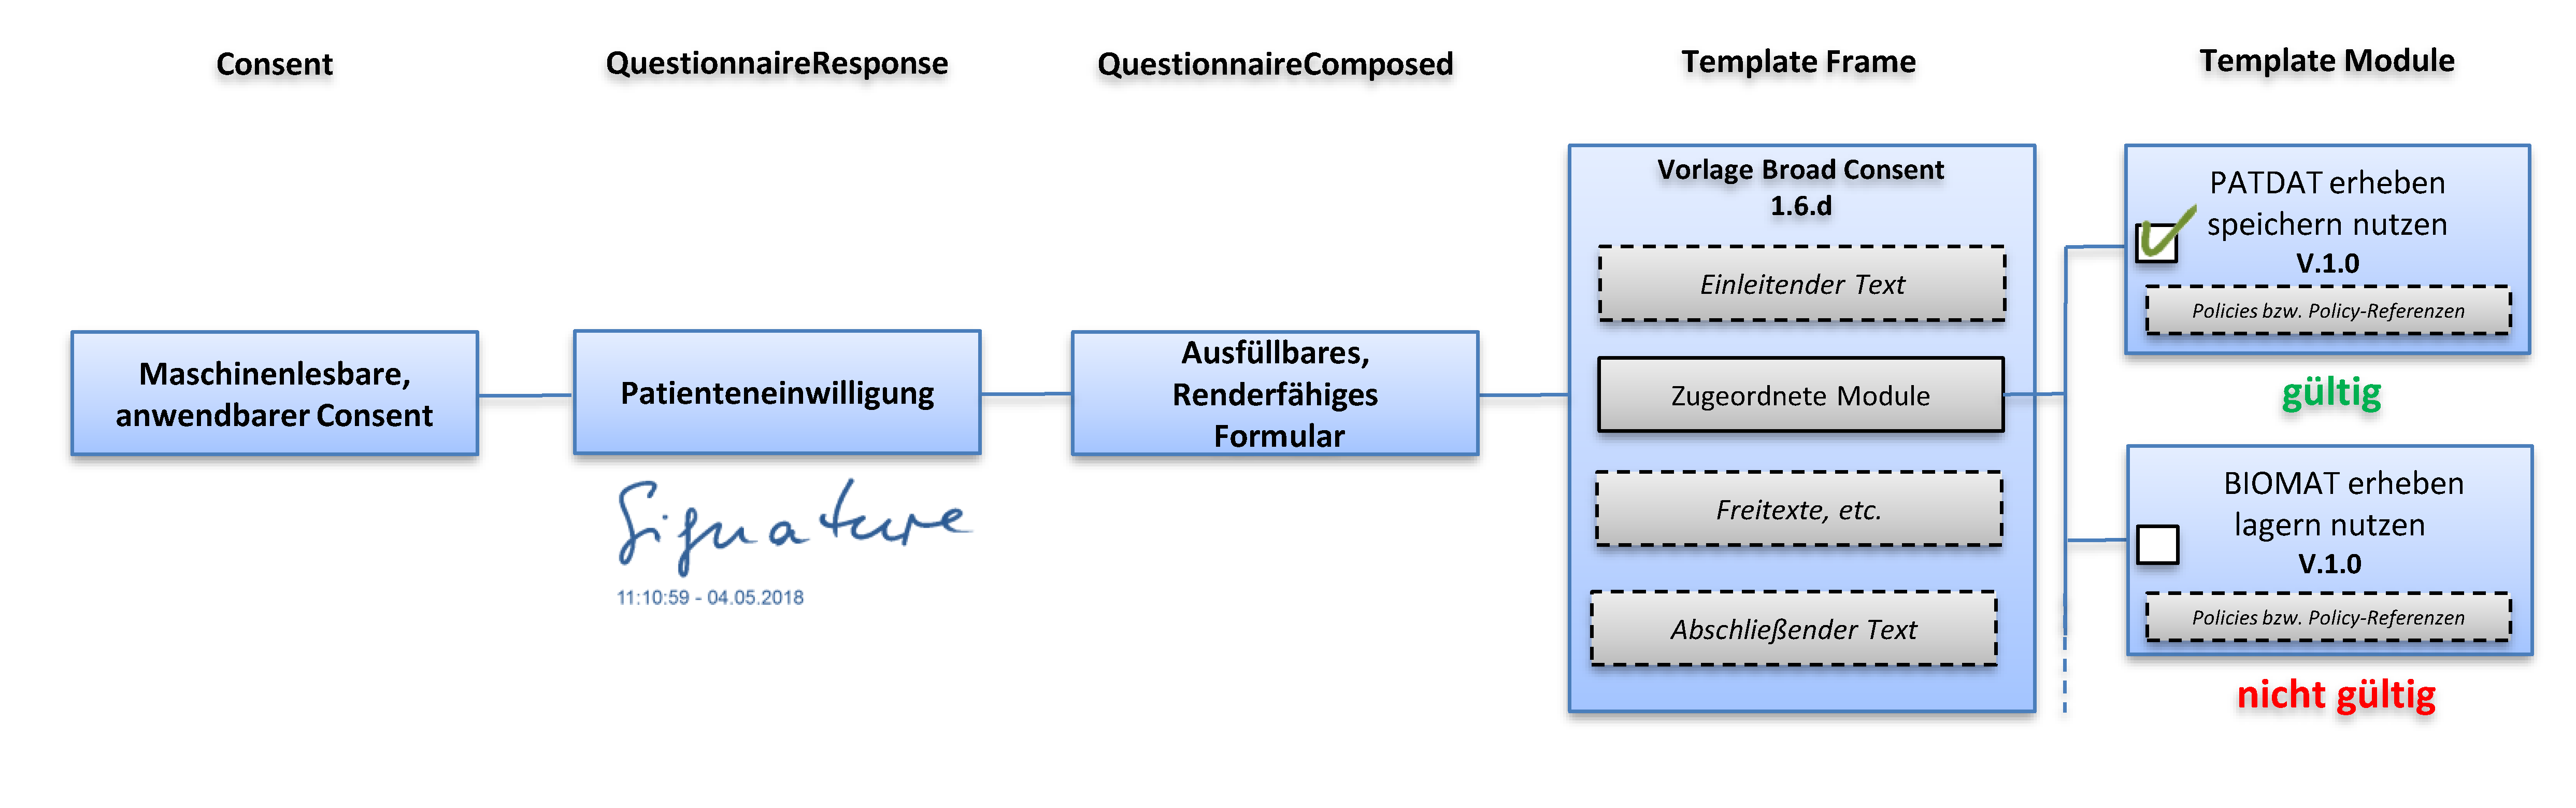 Consent
QuestionnaireResponse
QuestionnaireComposed
Template Frame
Template Module
Maschinenlesbare,
anwendbarer Consent
Patienteneinwilligung
Signature
11:10:59 - 04.05.2018
Ausfüllbares,
Renderfähiges
Formular
Vorlage Broad Consent
1.6.d
Einleitender Text
Zugeordnete Module
Freitexte, etc.
Abschließender Text
PATDAT erheben
speichern nutzen
V.1.0
Policies bzw. Policy-Referenzen
gültig
BIOMAT erheben
lagern nutzen
V.1.0
Policies bzw. Policy-Referenzen
nicht gültig